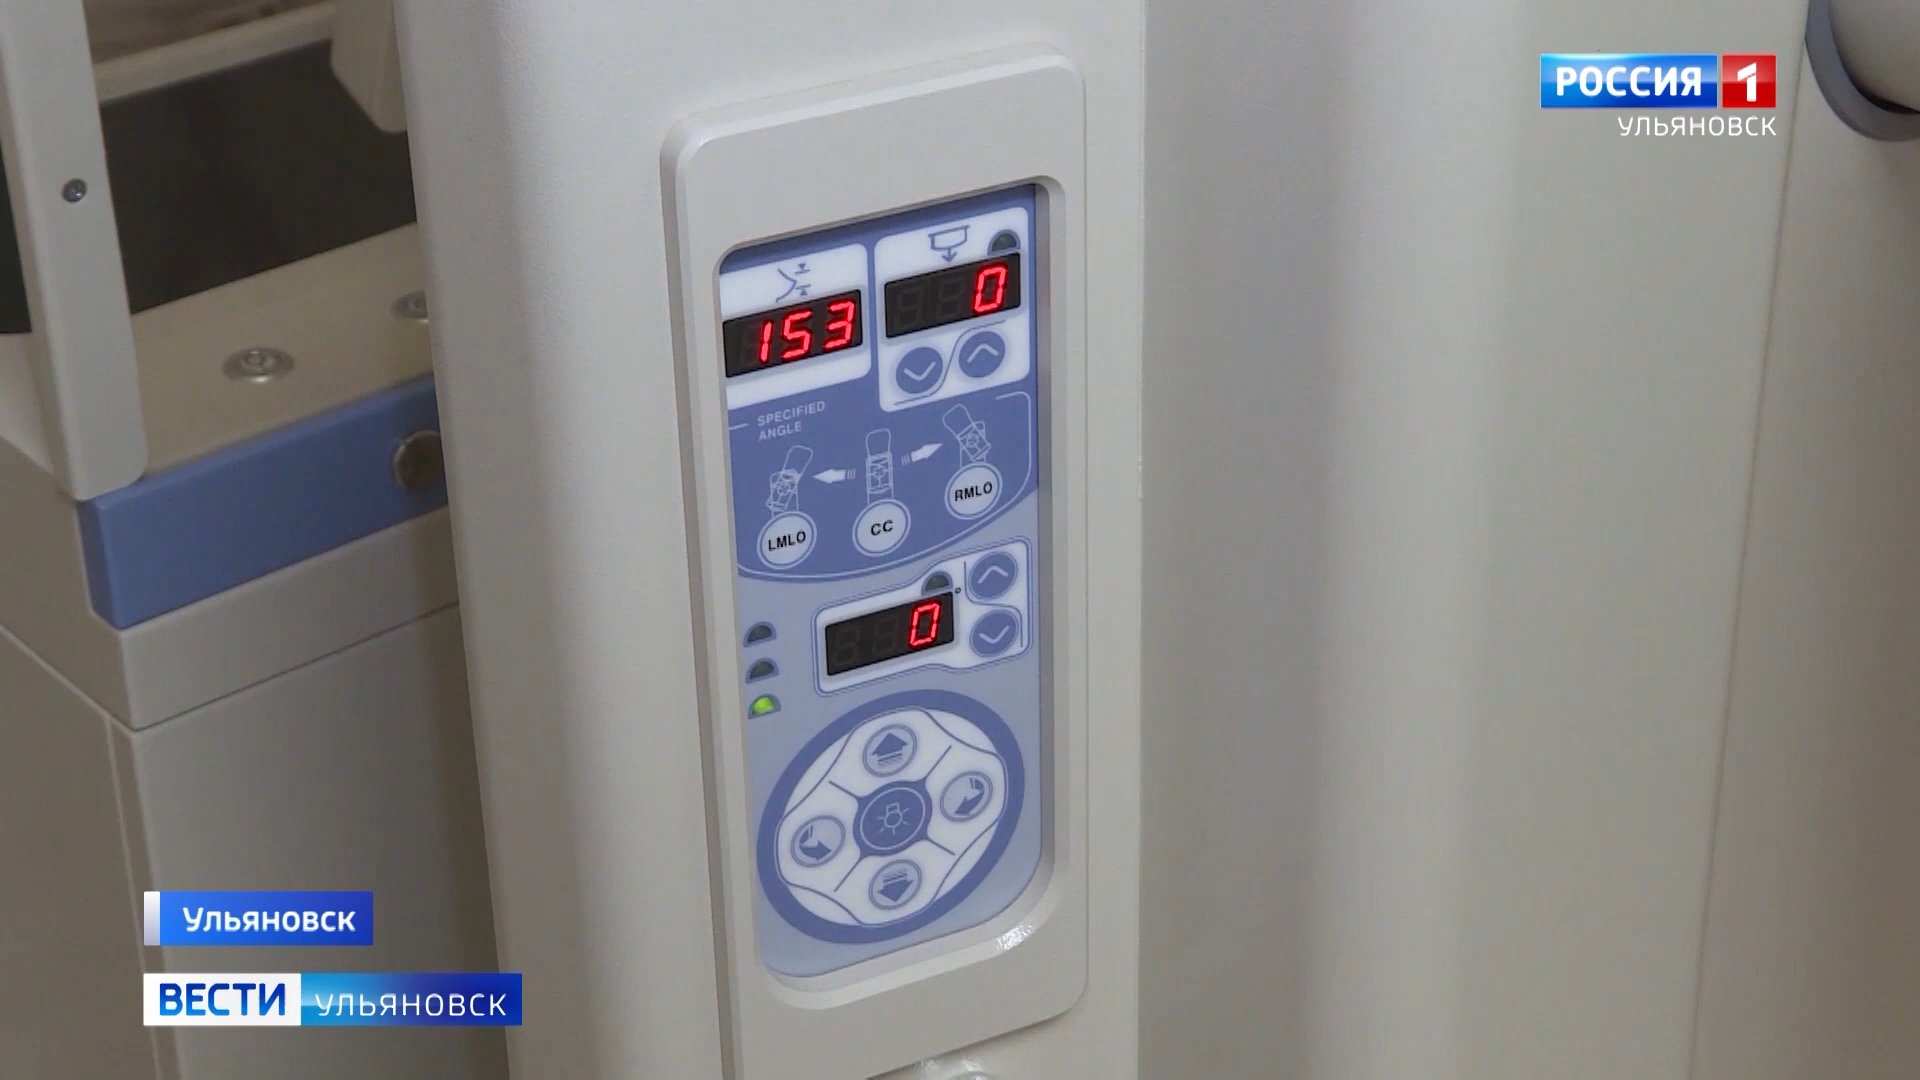 РОССИЯ 1
УЛЬЯНОВСК
153
0
SPECIFIED
ANGLE
LMLO
CC
RMLO
0
°
Ульяновск
ВЕСТИ УЛЬЯНОВСК